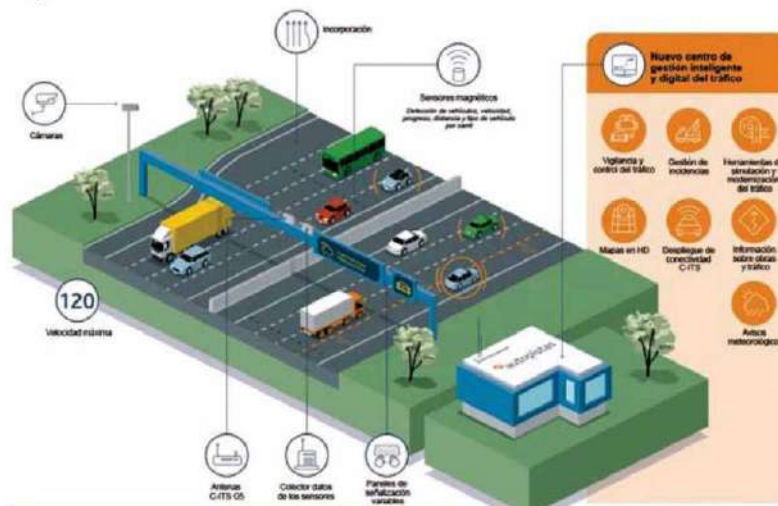 Incorporación
Cámaras
Sensores magnéticos
Detección de vehículos, velocidad,
progreso, distancia y tipo de vehículo
por carril
120
Velocidad máxima
Antenas
C-ITS G5
Colector datos
de los sensores
Paneles de
señalización
variables
autopistas
Nuevo centro de
gestión inteligente
y digital del tráfico
Vigilancia y
control del tráfico
Gestión de
incidencias
Herramientas de
simulación y
modernización
del tráfico
Mapas en HD
Despliegue de
conectividad
C-ITS
Información
sobre obras
y tráfico
Avisos
meteorológico